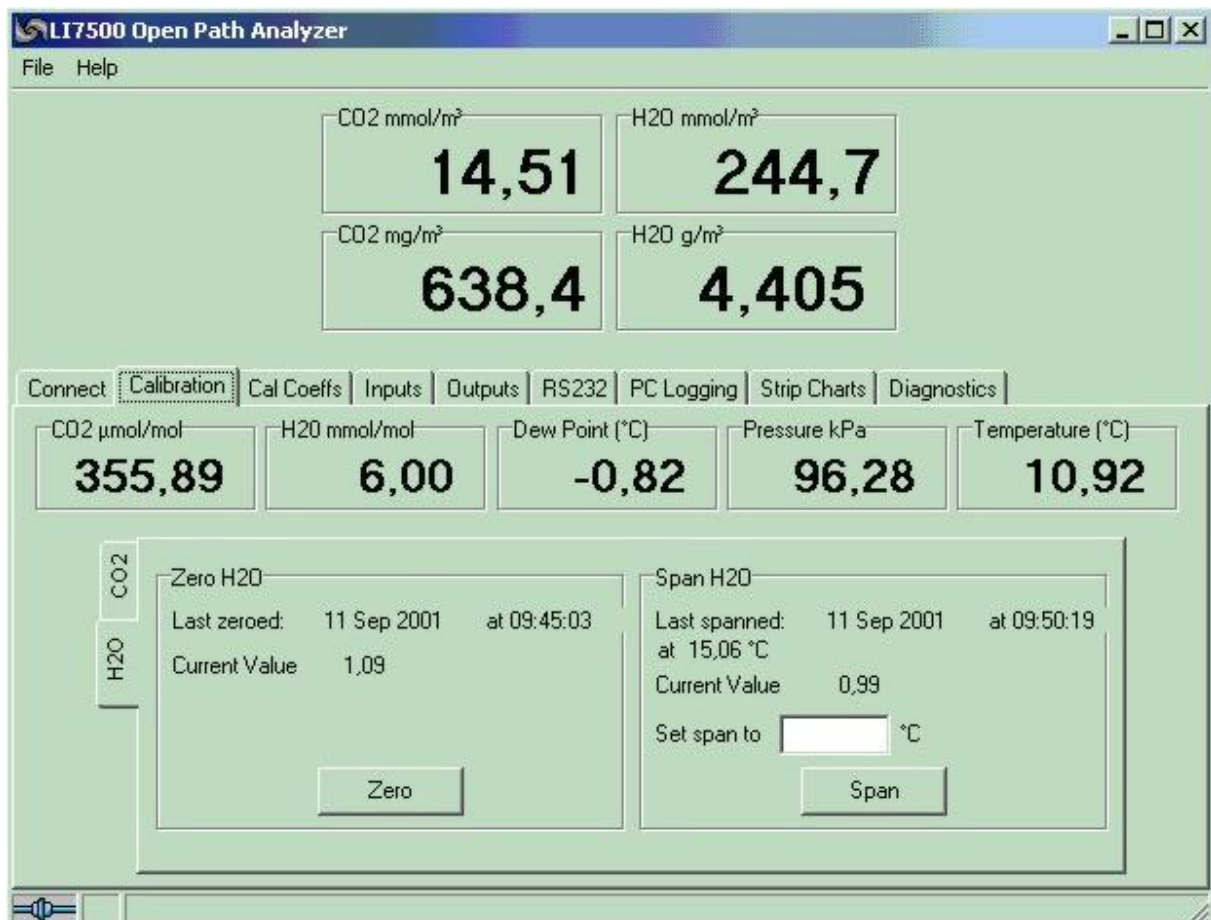 LI7500 Open Path Analyzer
File Help
CO2 mmol/m³ H2O mmol/m³
14,51 244,7
CO2 mg/m³ H2O g/m³
638,4 4,405
Connect Calibration Cal Coeffs Inputs Outputs RS232 PC Logging Strip Charts Diagnostics
CO2 µmol/mol H2O mmol/mol Dew Point (°C) Pressure kPa Temperature (°C)
355,89 6,00 -0,82 96,28 10,92
CO2
H2O
Zero H2O
Last zeroed: 11 Sep 2001 at 09:45:03
Current Value 1,09
Zero
Span H2O
Last spanned: 11 Sep 2001 at 09:50:19
at 15,06 °C
Current Value 0,99
Set span to °C
Span